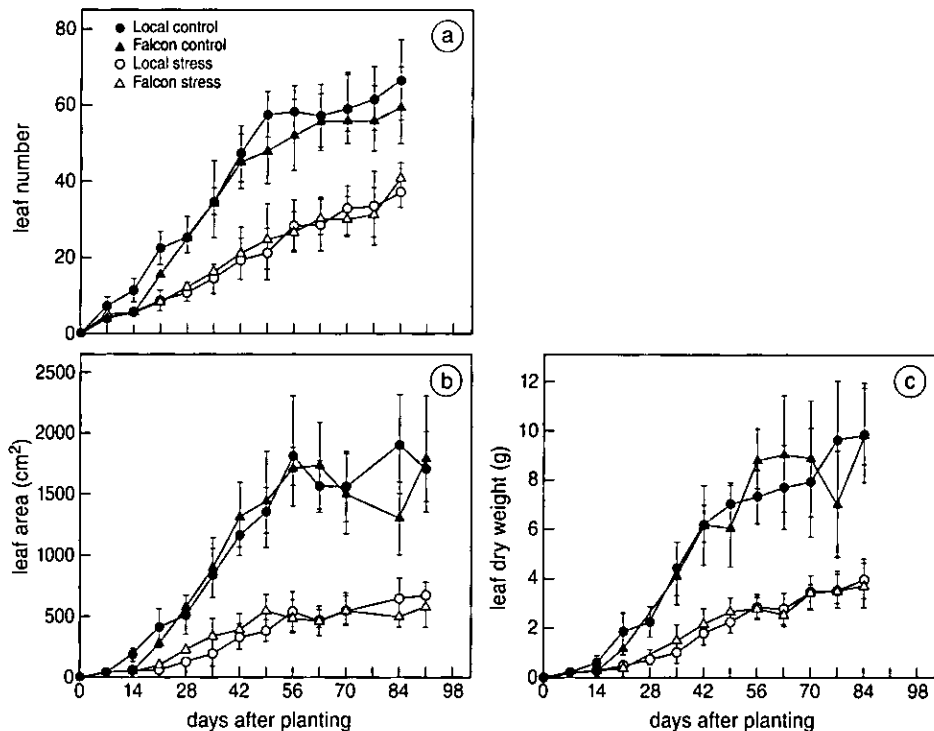 Local control
Falcon control
Local stress
Falcon stress
a
80
60
40
20
0
leaf number
b
2500
2000
1500
1000
500
0
leaf area (cm²)
0 14 28 42 56 70 84 98
days after planting
c
12
10
8
6
4
2
0
leaf dry weight (g)
0 14 28 42 56 70 84 98
days after planting